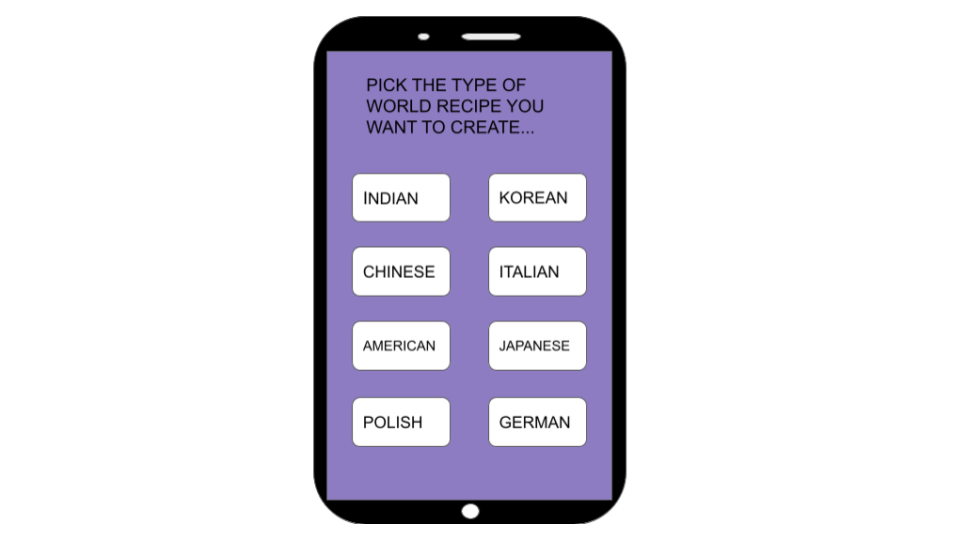 PICK THE TYPE OF
WORLD RECIPE YOU
WANT TO CREATE...
INDIAN
KOREAN
CHINESE
ITALIAN
AMERICAN
JAPANESE
POLISH
GERMAN